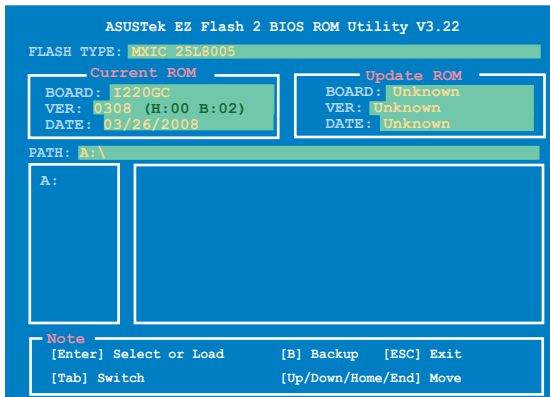 ASUSTek EZ Flash 2 BIOS ROM Utility V3.22
FLASH TYPE: MXIC 25L8005
Current ROM
BOARD: I220GC
VER: 0308 (H:00 B:02)
DATE: 03/26/2008
Update ROM
BOARD: Unknown
VER: Unknown
DATE: Unknown
PATH: A:\
A:
Note
[Enter] Select or Load [B] Backup [ESC] Exit
[Tab] Switch [Up/Down/Home/End] Move